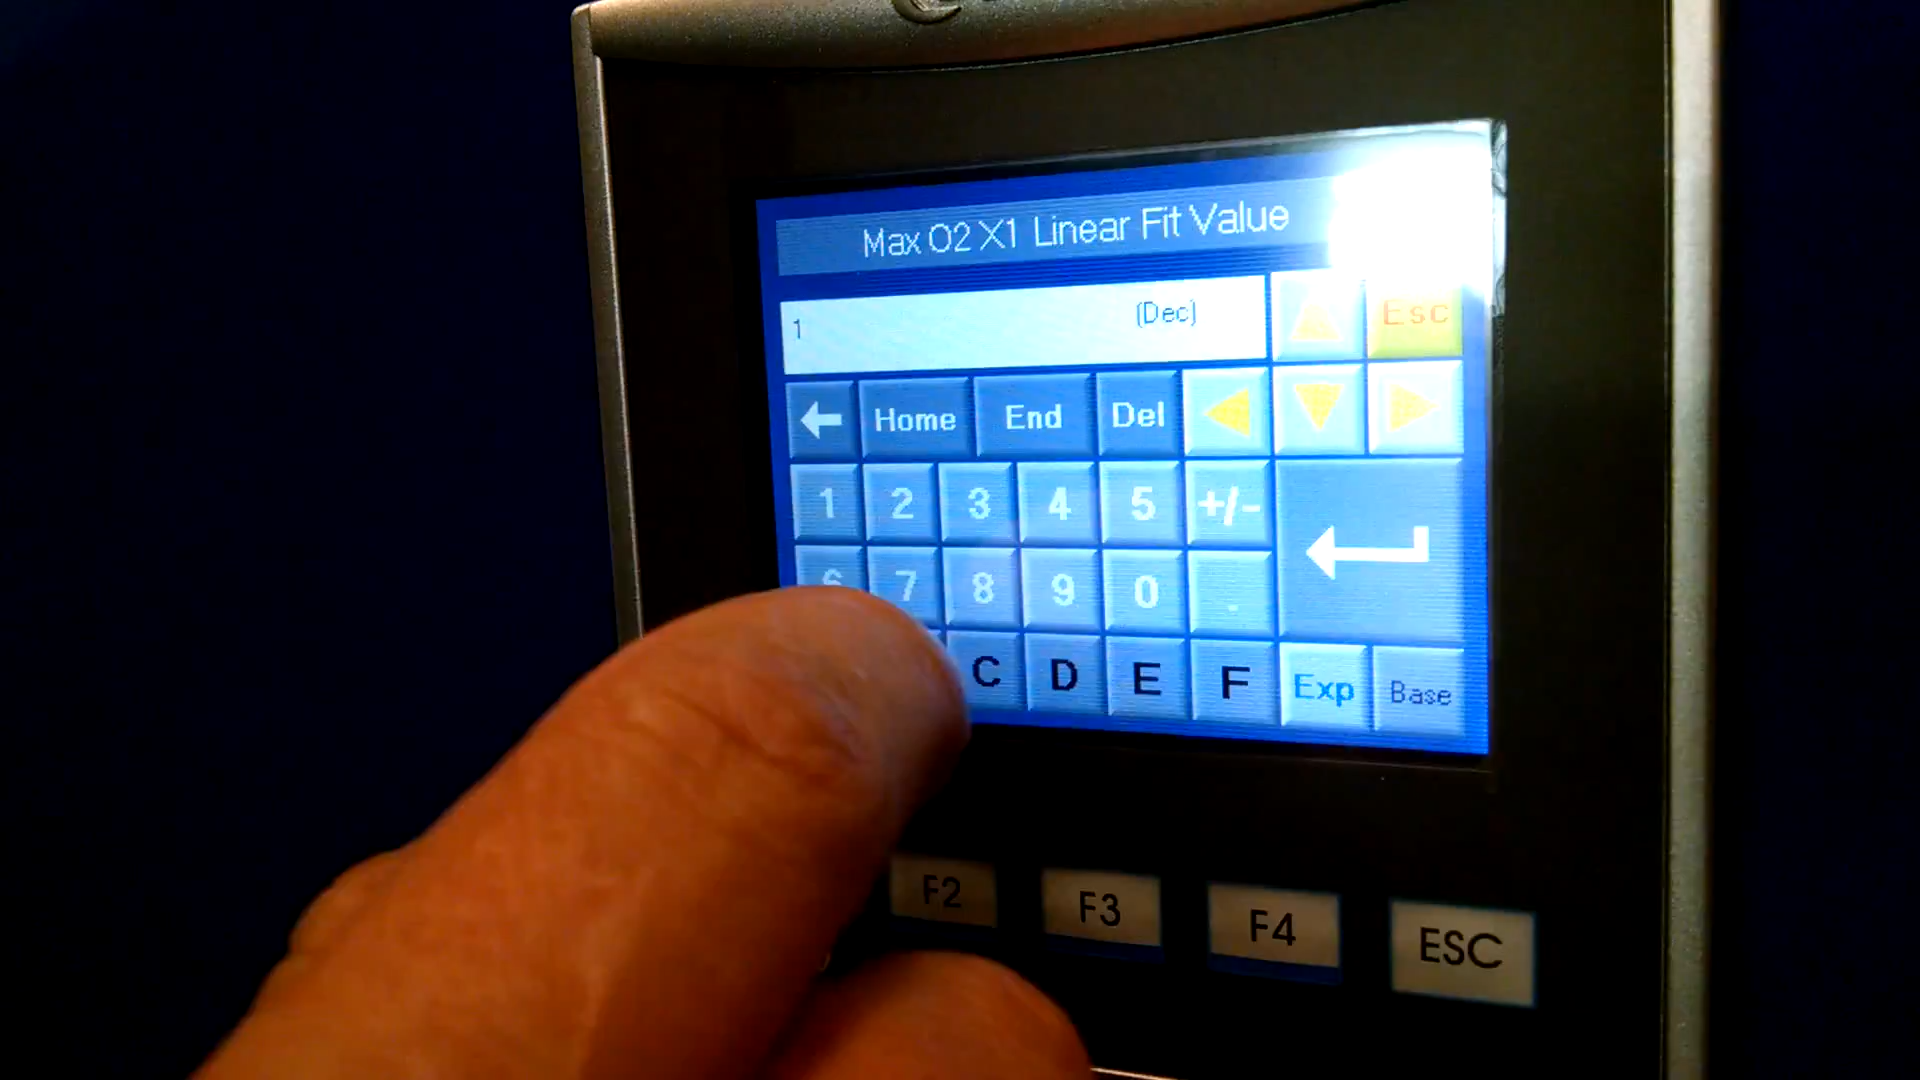 Max O2 X1 Linear Fit Value
1 (Dec) Esc
Home End Del
1 2 3 4 5 +/-
6 7 8 9 0 .
C D E F Exp Base
F2 F3 F4 ESC